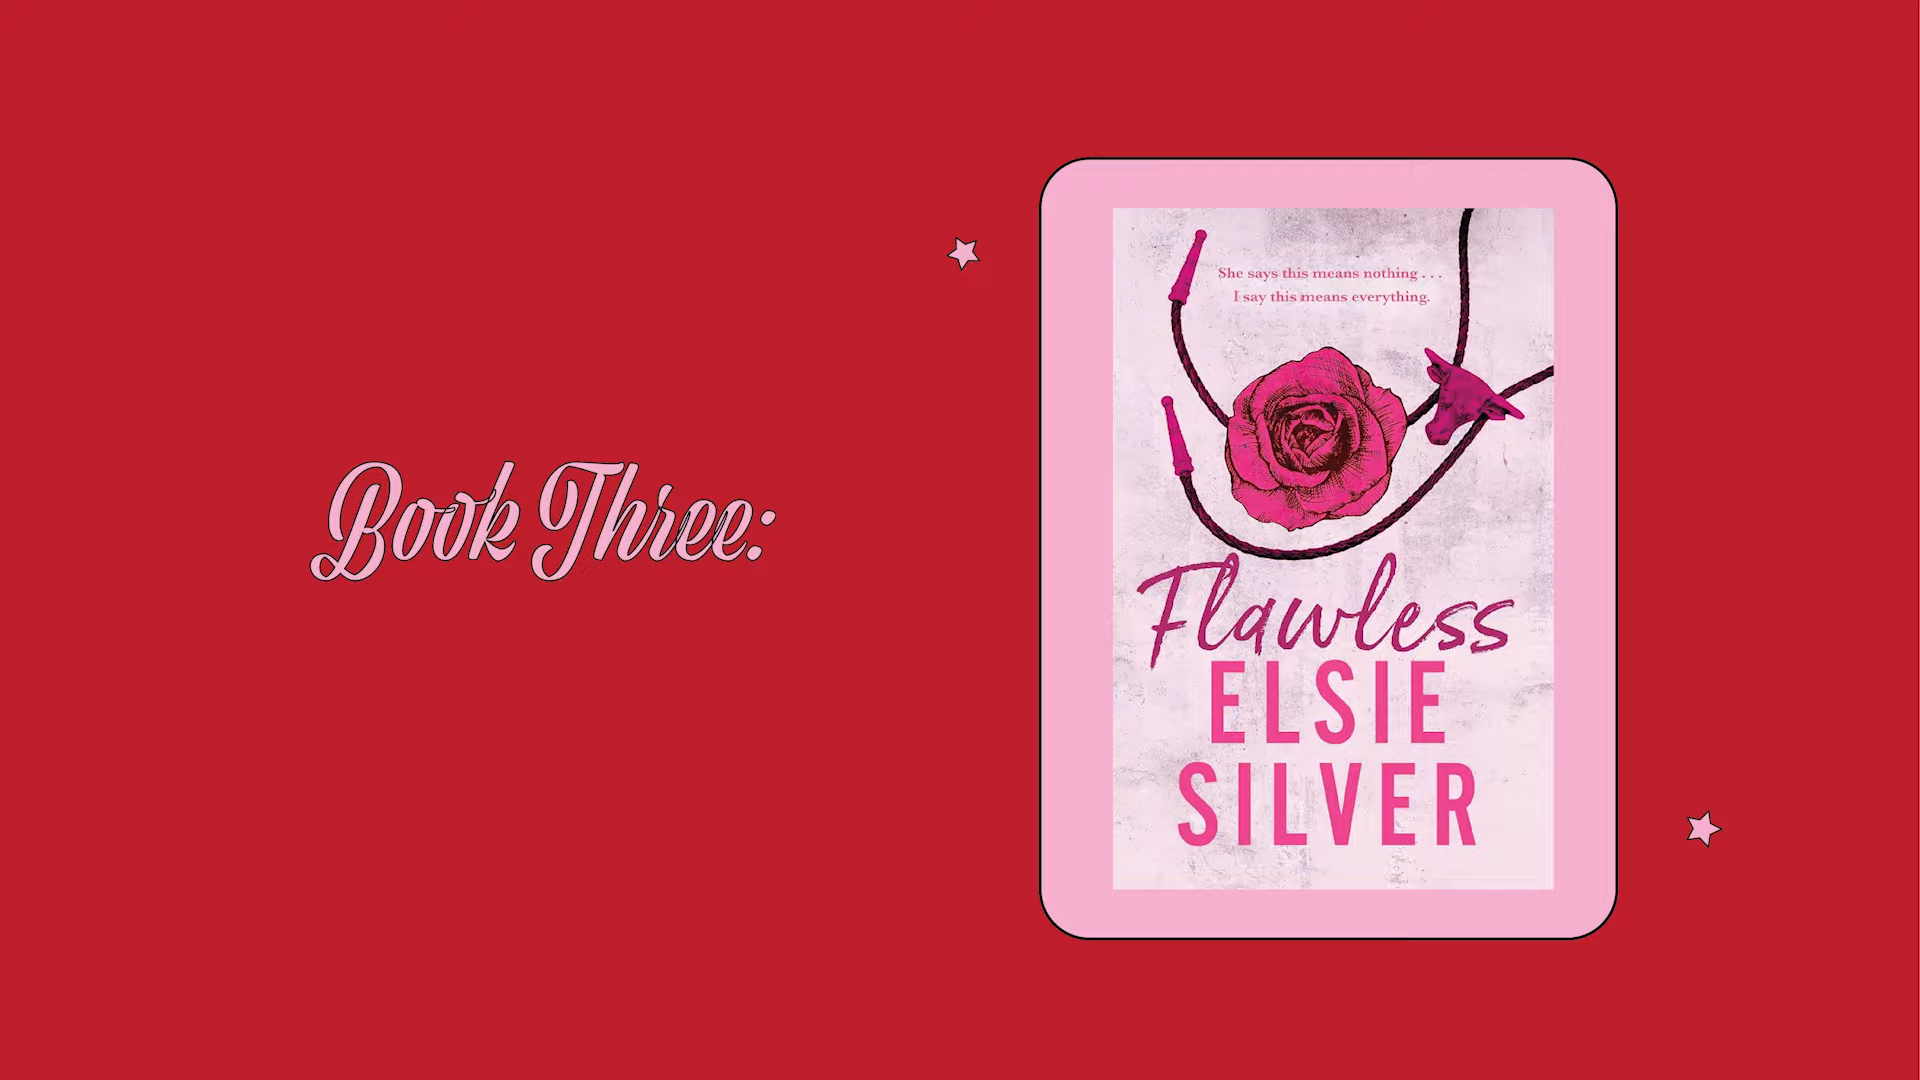 Book Three:
She says this means nothing . . .
I say this means everything.
Flawless
ELSIE
SILVER